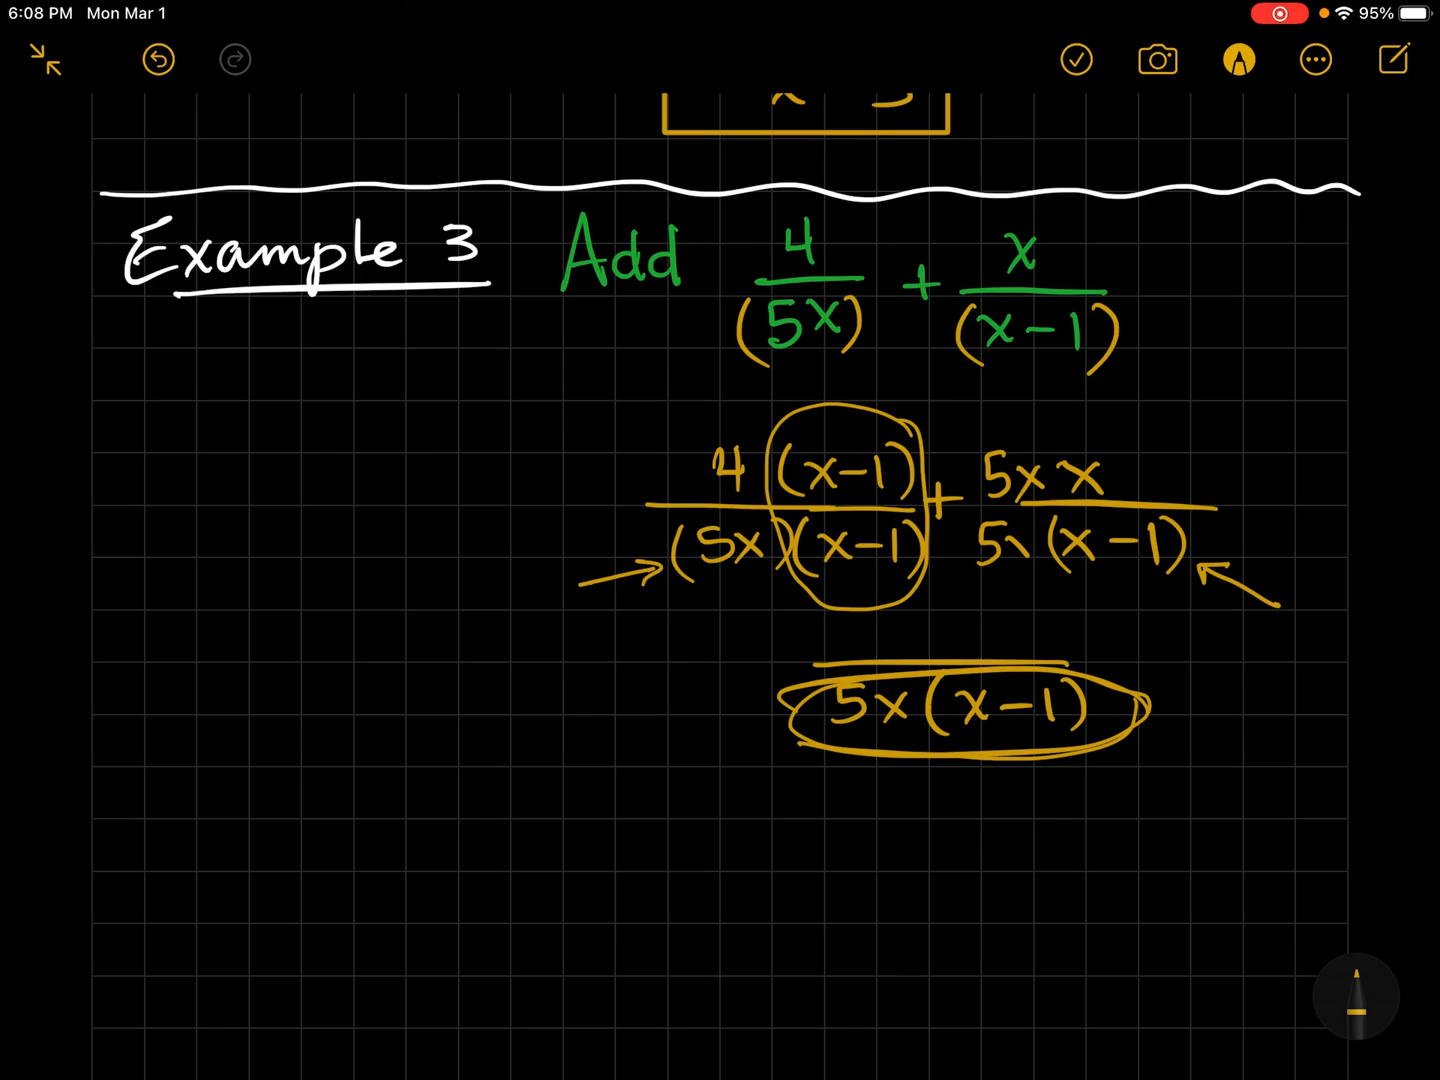 6:08 PM Mon Mar 1 95%
Example 3 Add 4/(5x) + x/(x-1)
4(x-1)/(5x)(x-1) + 5x x/5x(x-1)
5x(x-1)